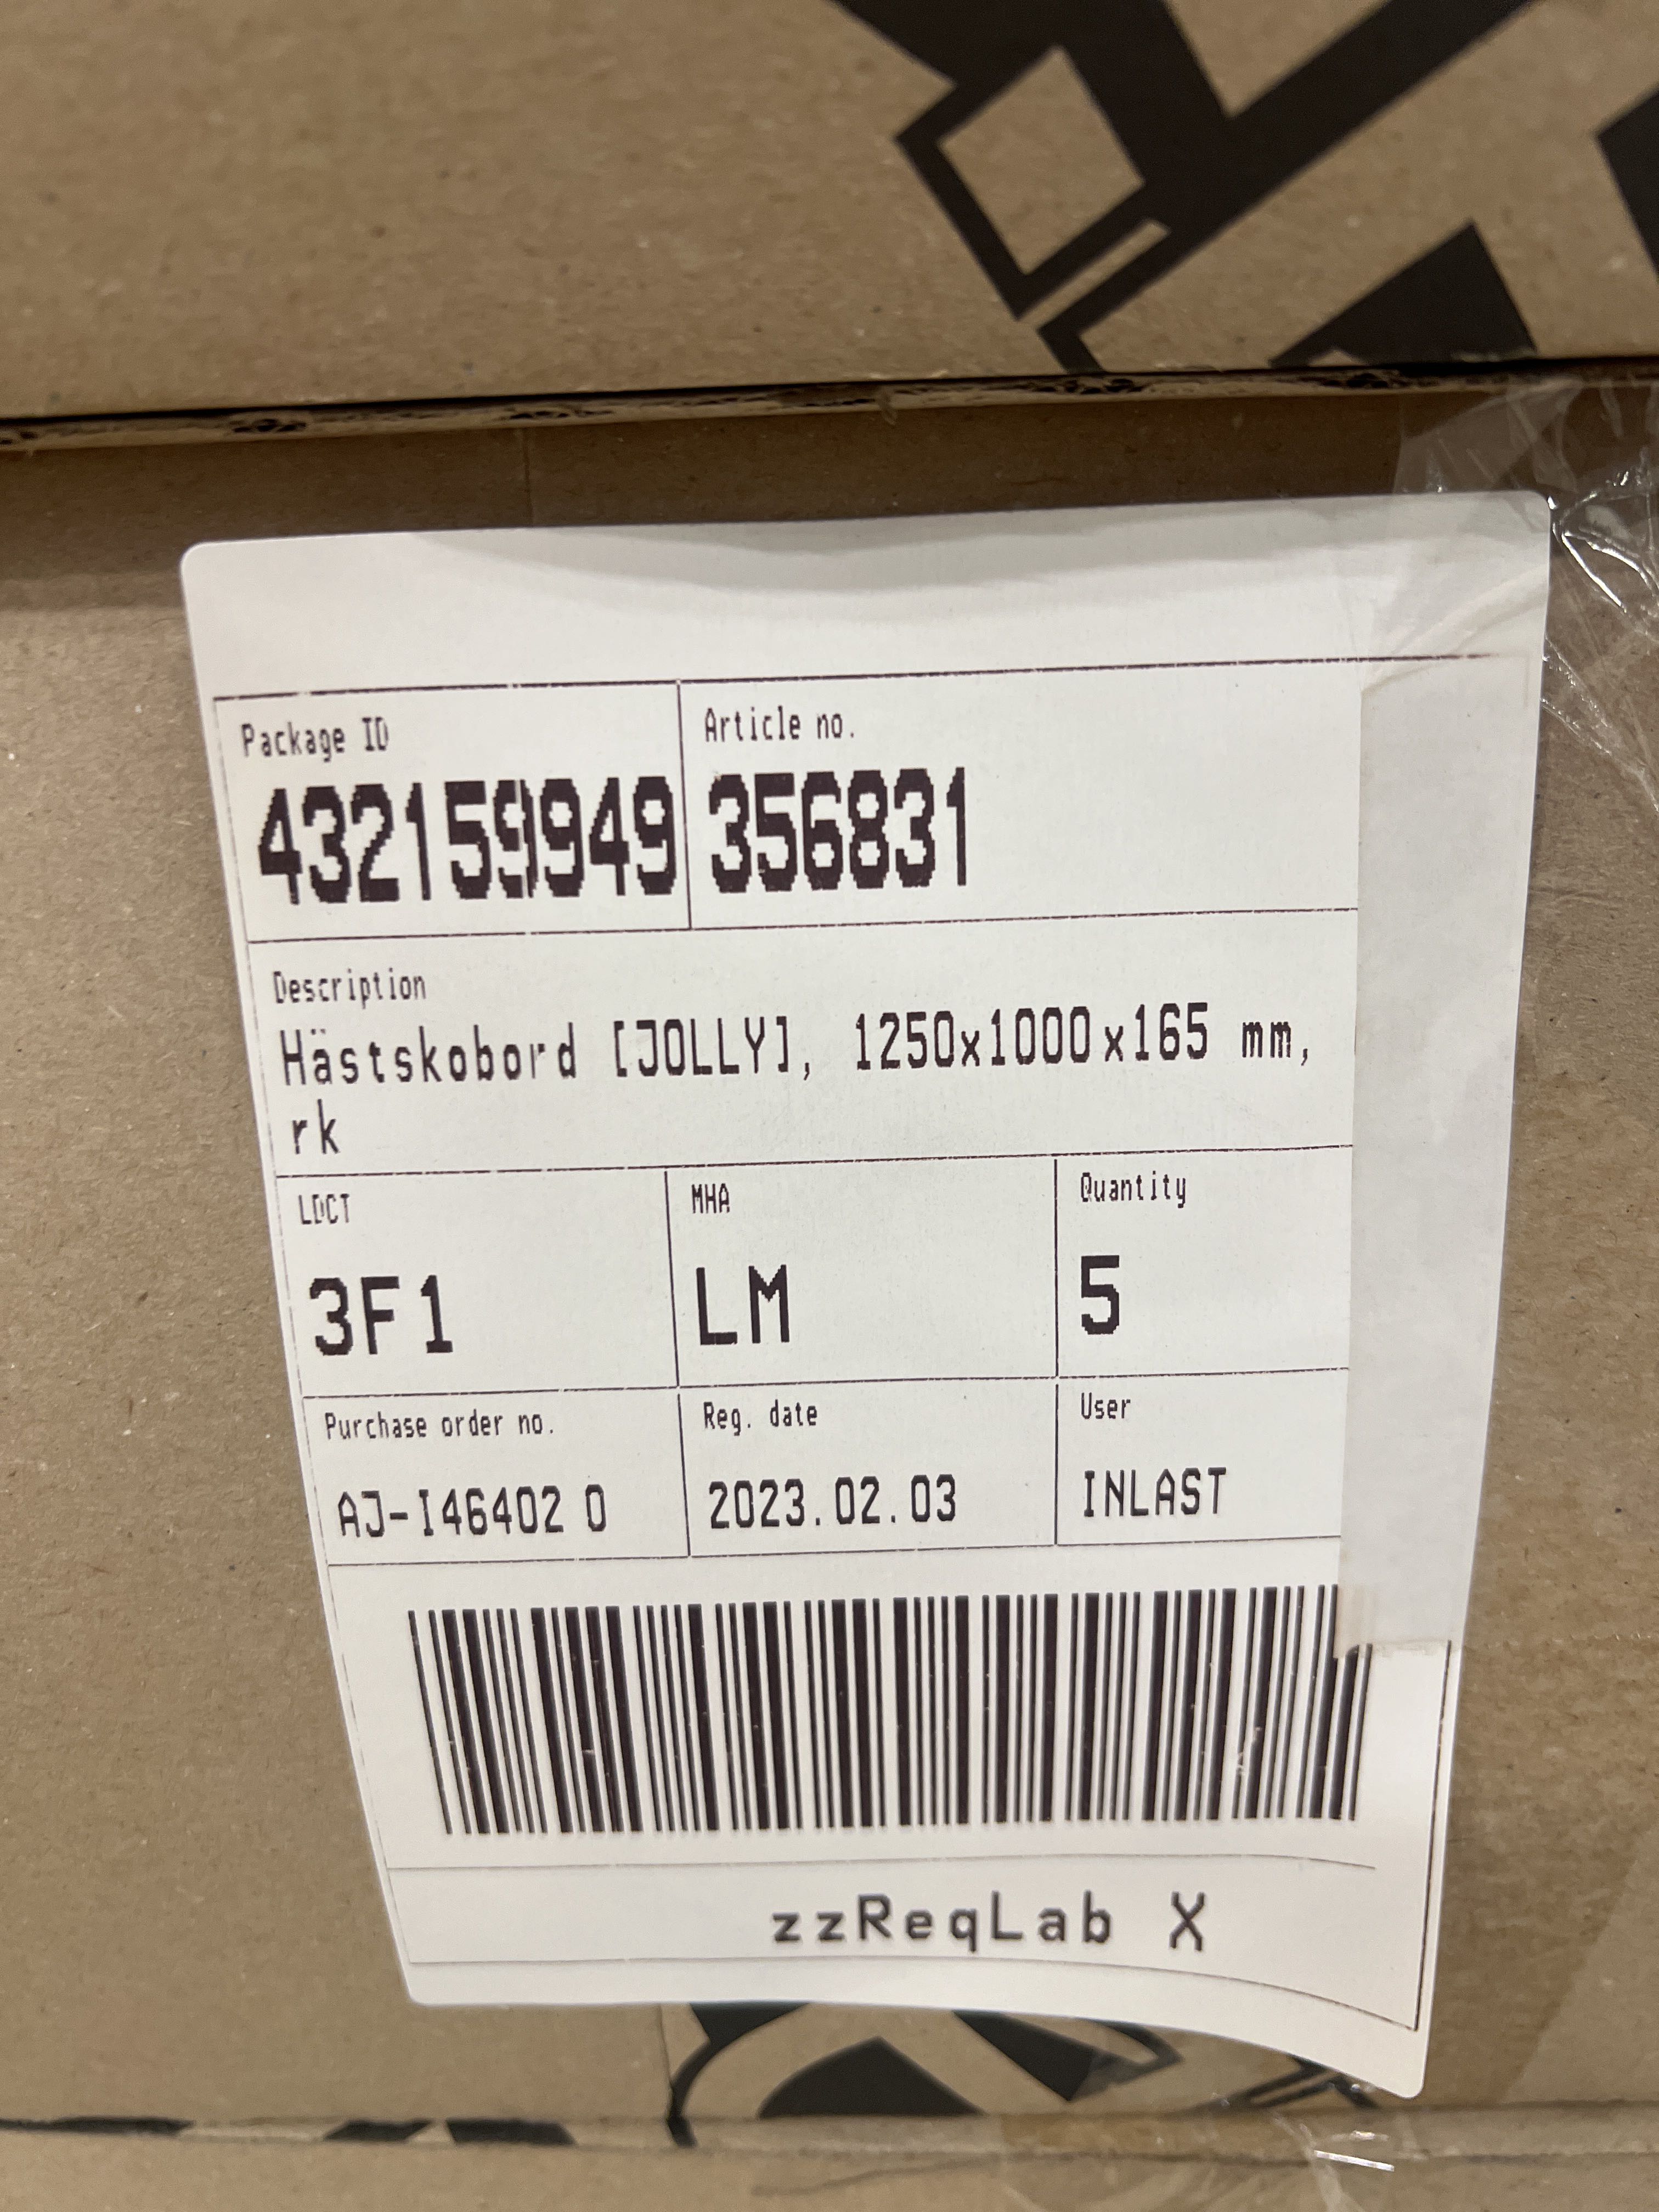 Package ID Article no.
432159949 356831
Description
Hästskobord [JOLLY], 1250x1000x165 mm,
rk
LDCT MHA Quantity
3F1 LM 5
Purchase order no. Reg. date User
AJ-I46402 0 2023.02.03 INLAST
zzReqLab X